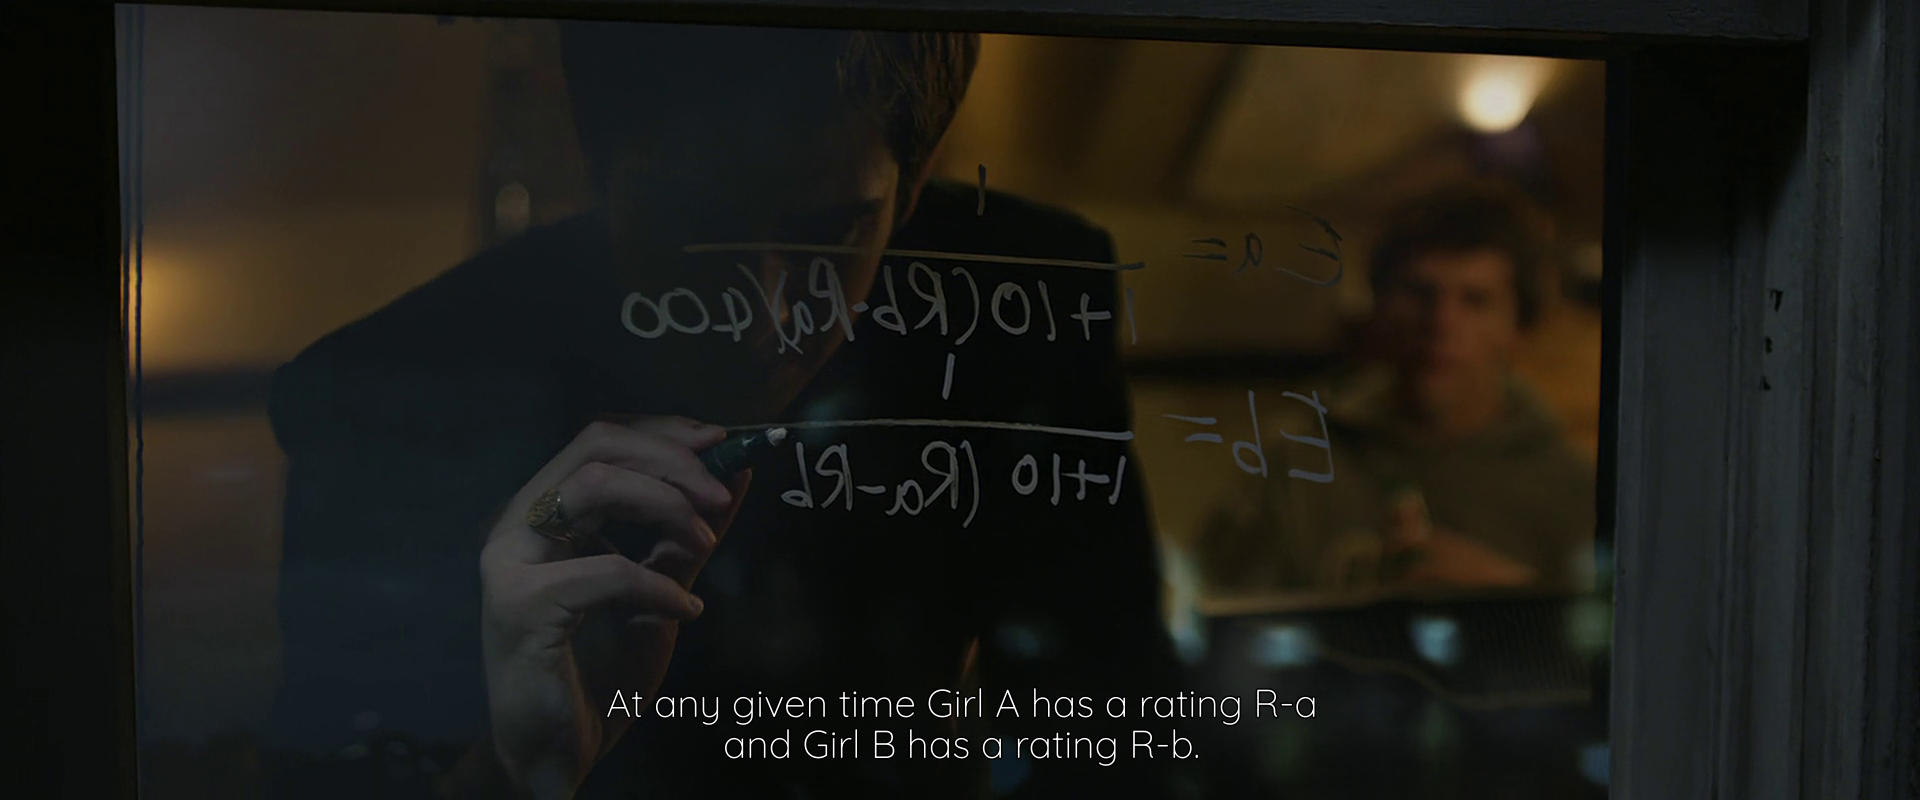 1
Ea =
1+10(Rb-Ra)/400
1
Eb =
1+10 (Ra-Rb
At any given time Girl A has a rating R-a
and Girl B has a rating R-b.